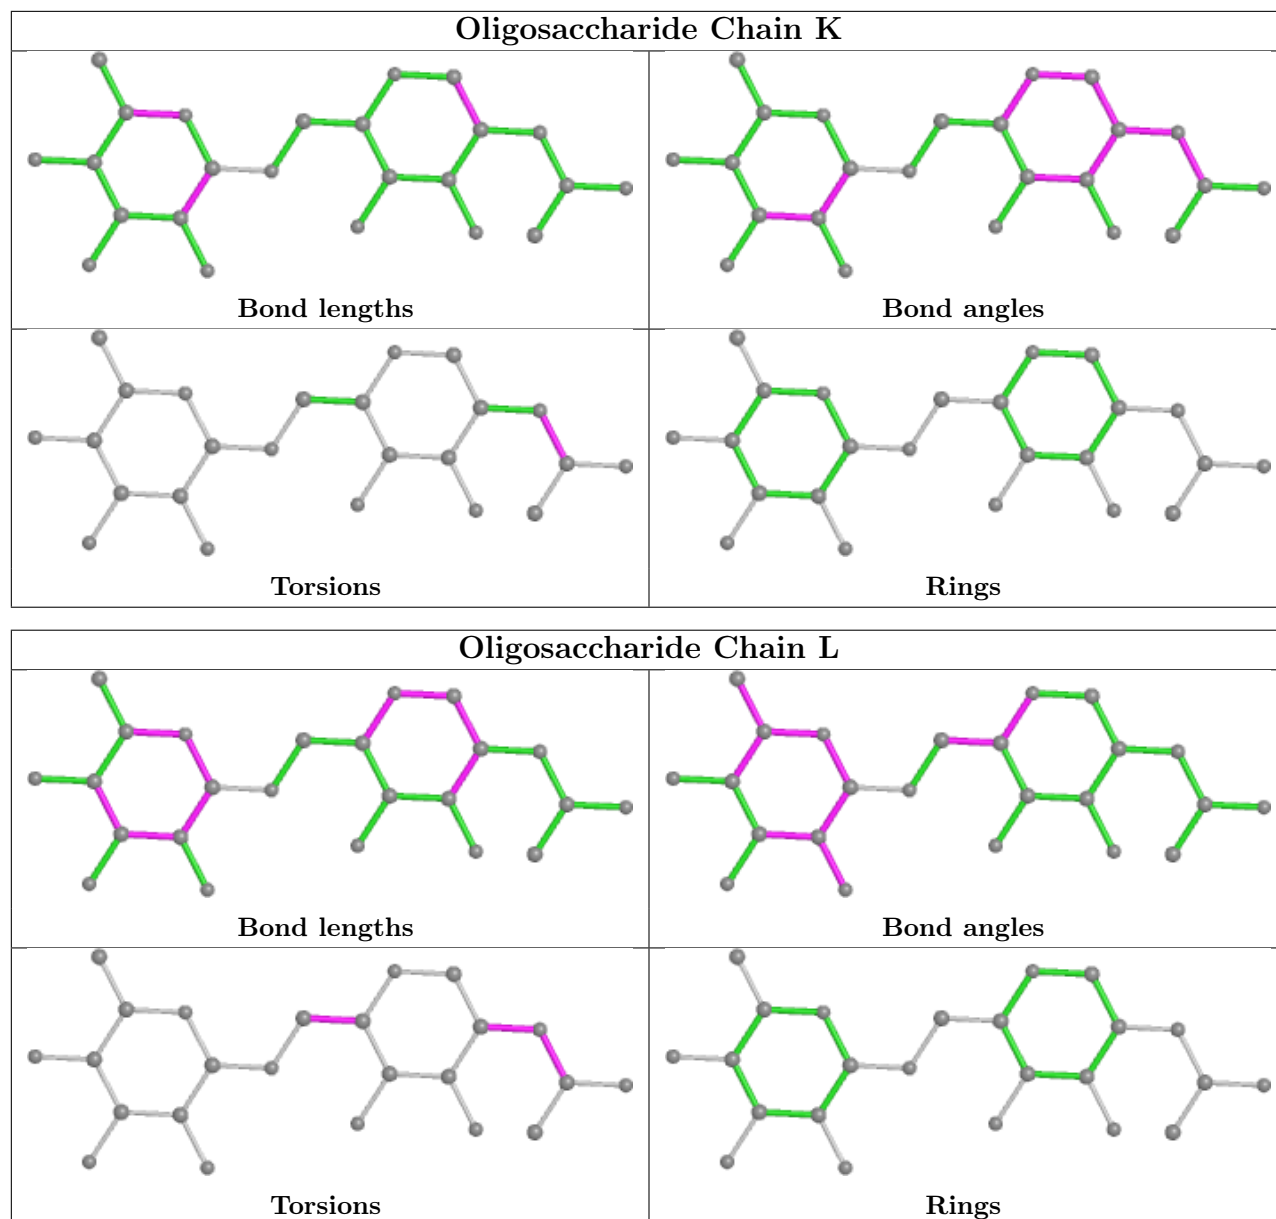 Oligosaccharide Chain K
Bond lengths
Bond angles
Torsions
Rings
Oligosaccharide Chain L
Bond lengths
Bond angles
Torsions
Rings